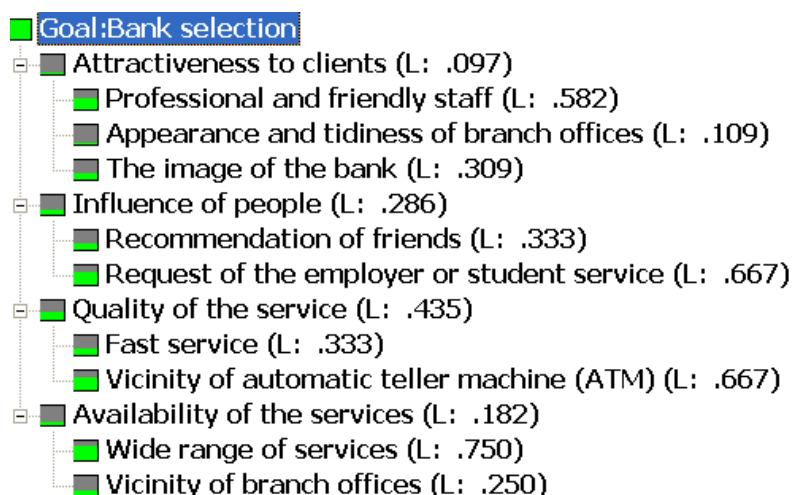 Goal:Bank selection
Attractiveness to clients (L: .097)
Professional and friendly staff (L: .582)
Appearance and tidiness of branch offices (L: .109)
The image of the bank (L: .309)
Influence of people (L: .286)
Recommendation of friends (L: .333)
Request of the employer or student service (L: .667)
Quality of the service (L: .435)
Fast service (L: .333)
Vicinity of automatic teller machine (ATM) (L: .667)
Availability of the services (L: .182)
Wide range of services (L: .750)
Vicinity of branch offices (L: .250)